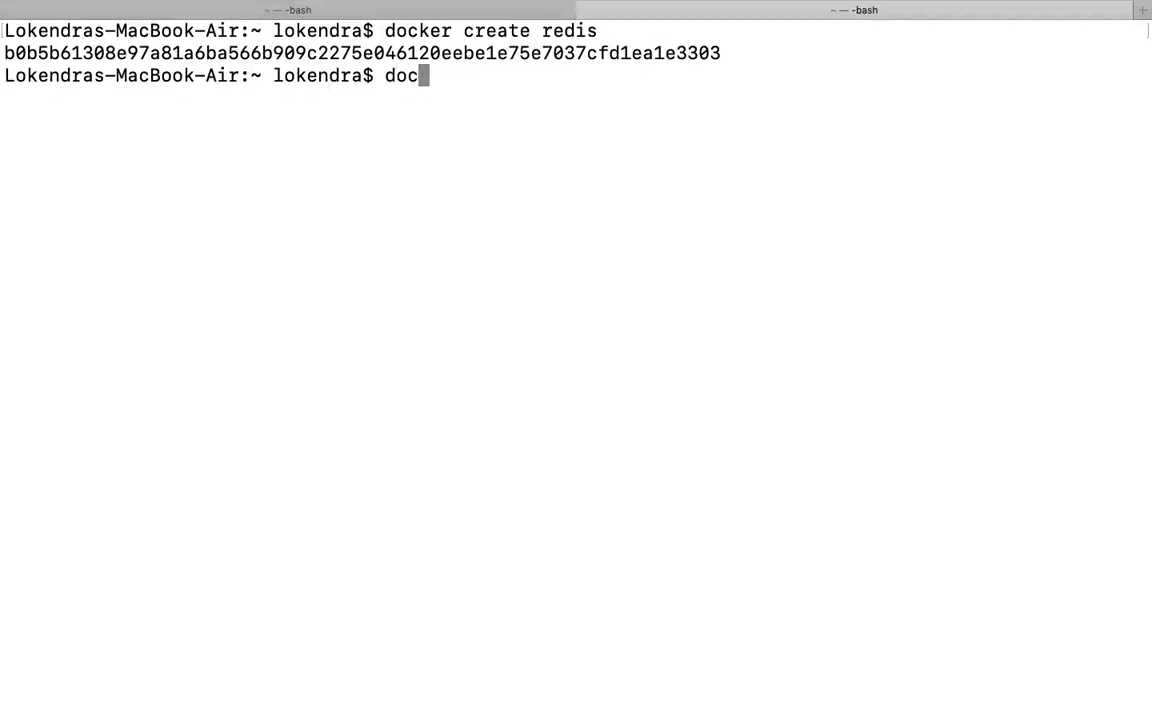 ~ — -bash
~ — -bash
+
Lokendras-MacBook-Air:~ lokendra$ docker create redis
b0b5b61308e97a81a6ba566b909c2275e046120eebe1e75e7037cfd1ea1e3303
Lokendras-MacBook-Air:~ lokendra$ doc